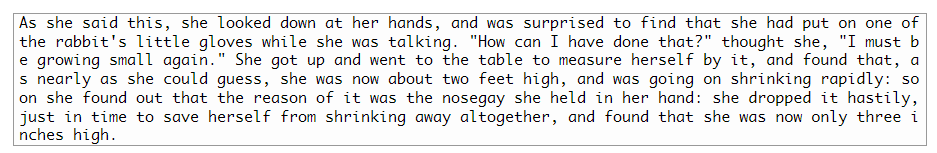 As she said this, she looked down at her hands, and was surprised to find that she had put on one of
the rabbit's little gloves while she was talking. "How can I have done that?" thought she, "I must b
e growing small again." She got up and went to the table to measure herself by it, and found that, a
s nearly as she could guess, she was now about two feet high, and was going on shrinking rapidly: so
on she found out that the reason of it was the nosegay she held in her hand: she dropped it hastily,
just in time to save herself from shrinking away altogether, and found that she was now only three i
nches high.